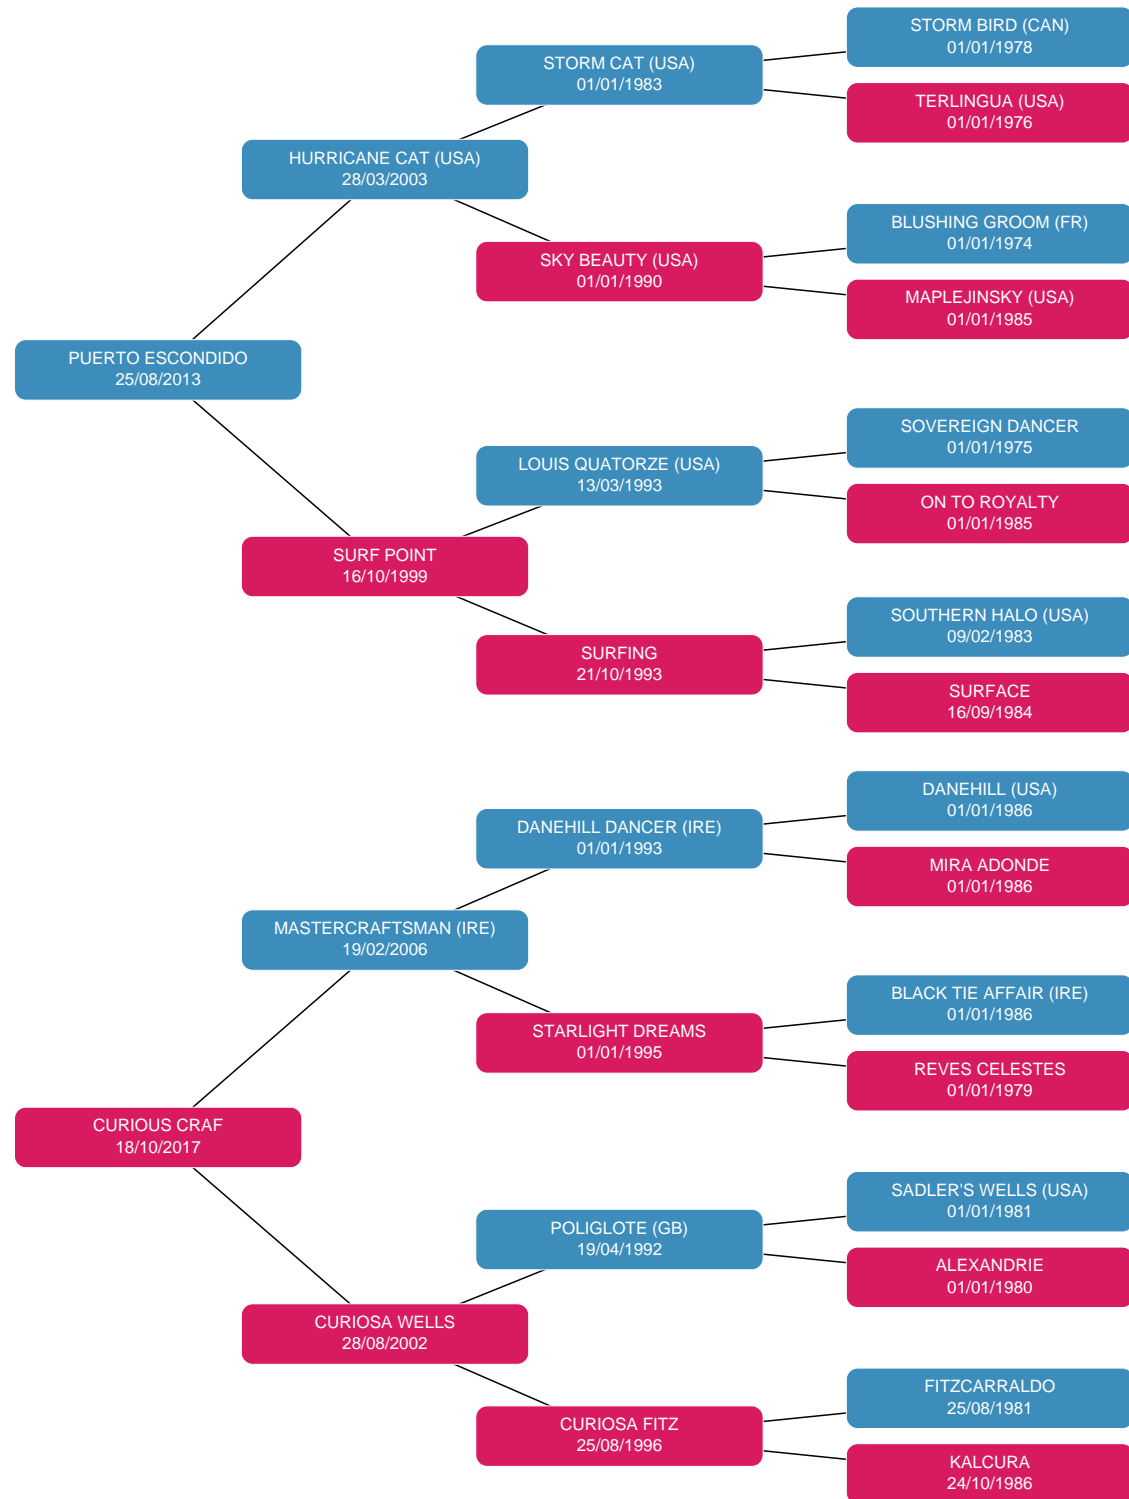 STORM BIRD (CAN)
01/01/1978
STORM CAT (USA)
01/01/1983
TERLINGUA (USA)
01/01/1976
HURRICANE CAT (USA)
28/03/2003
BLUSHING GROOM (FR)
01/01/1974
SKY BEAUTY (USA)
01/01/1990
MAPLEJINSKY (USA)
01/01/1985
PUERTO ESCONDIDO
25/08/2013
SOVEREIGN DANCER
01/01/1975
LOUIS QUATORZE (USA)
13/03/1993
ON TO ROYALTY
01/01/1985
SURF POINT
16/10/1999
SOUTHERN HALO (USA)
09/02/1983
SURFING
21/10/1993
SURFACE
16/09/1984
DANEHILL (USA)
01/01/1986
DANEHILL DANCER (IRE)
01/01/1993
MIRA ADONDE
01/01/1986
MASTERCRAFTSMAN (IRE)
19/02/2006
BLACK TIE AFFAIR (IRE)
01/01/1986
STARLIGHT DREAMS
01/01/1995
REVES CELESTES
01/01/1979
CURIOUS CRAF
18/10/2017
SADLER'S WELLS (USA)
01/01/1981
POLIGLOTE (GB)
19/04/1992
ALEXANDRIE
01/01/1980
CURIOSA WELLS
28/08/2002
FITZCARRALDO
25/08/1981
CURIOSA FITZ
25/08/1996
KALCURA
24/10/1986